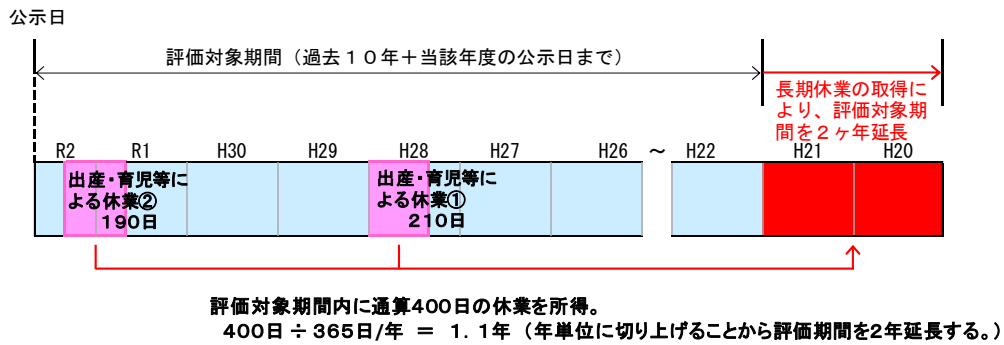 公示日
評価対象期間（過去１０年＋当該年度の公示日まで）
長期休業の取得に
より、評価対象期
間を２ヶ年延長
R2 R1 H30 H29 H28 H27 H26 ～ H22 H21 H20
出産・育児等に
よる休業②
190日
出産・育児等に
よる休業①
210日
評価対象期間内に通算400日の休業を所得。
400日÷365日/年 ＝ 1.1年（年単位に切り上げることから評価期間を2年延長する。）